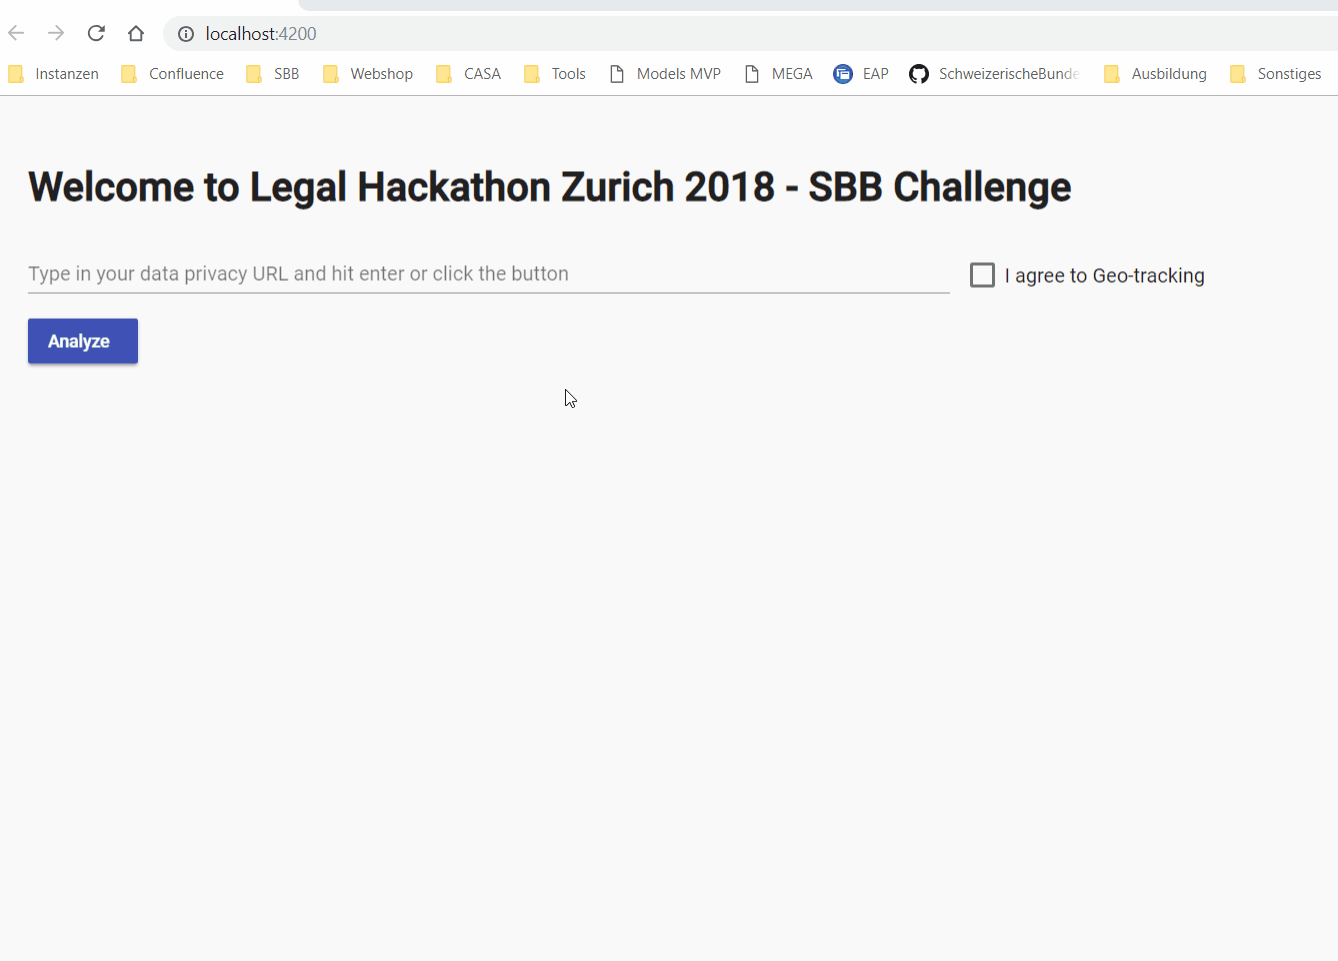 localhost:4200
Instanzen Confluence SBB Webshop CASA Tools Models MVP MEGA EAP SchweizerischeBunde Ausbildung Sonstiges
Welcome to Legal Hackathon Zurich 2018 - SBB Challenge
Type in your data privacy URL and hit enter or click the button I agree to Geo-tracking
Analyze